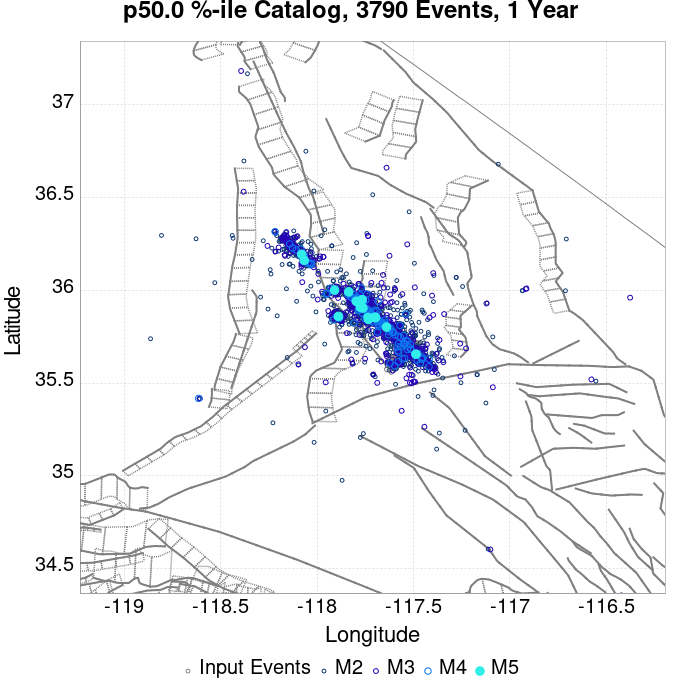 p50.0 %-ile Catalog, 3790 Events, 1 Year
37
36.5
36
35.5
35
34.5
Latitude
-119
-118.5
-118
-117.5
-117
-116.5
Longitude
Input Events
M2
M3
M4
M5